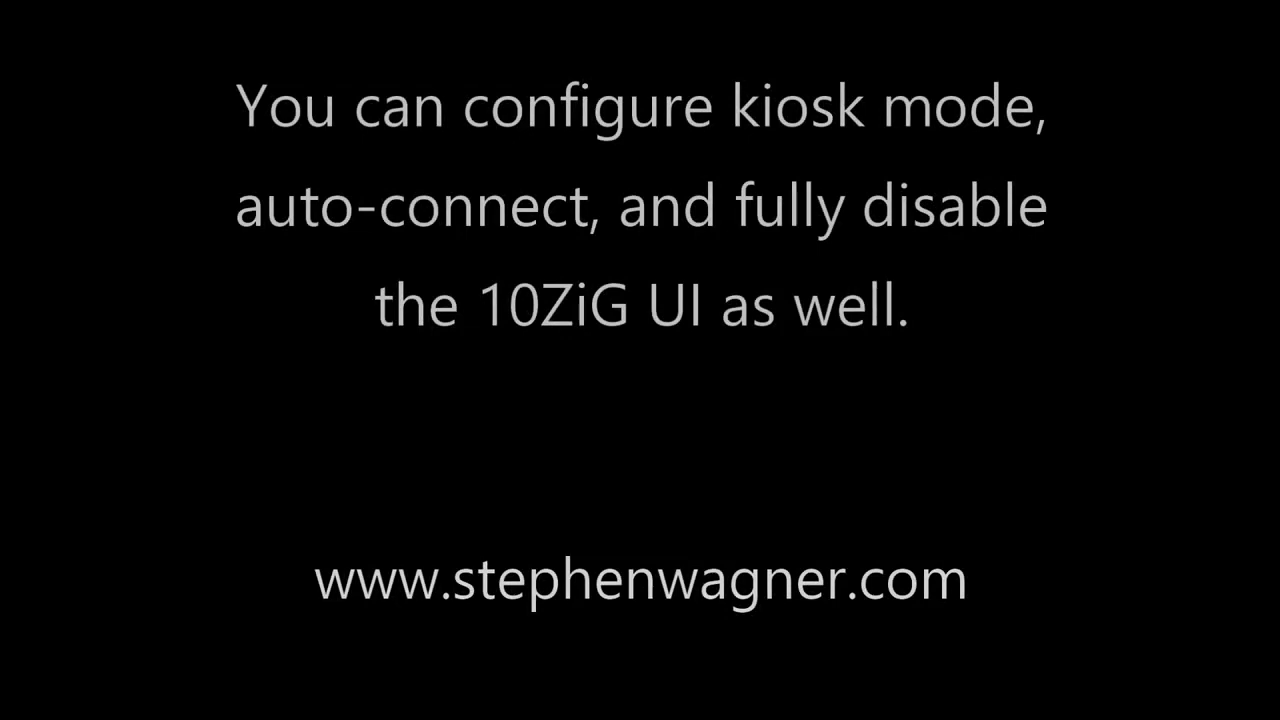 You can configure kiosk mode,
auto-connect, and fully disable
the 10ZiG UI as well.
www.stephenwagner.com